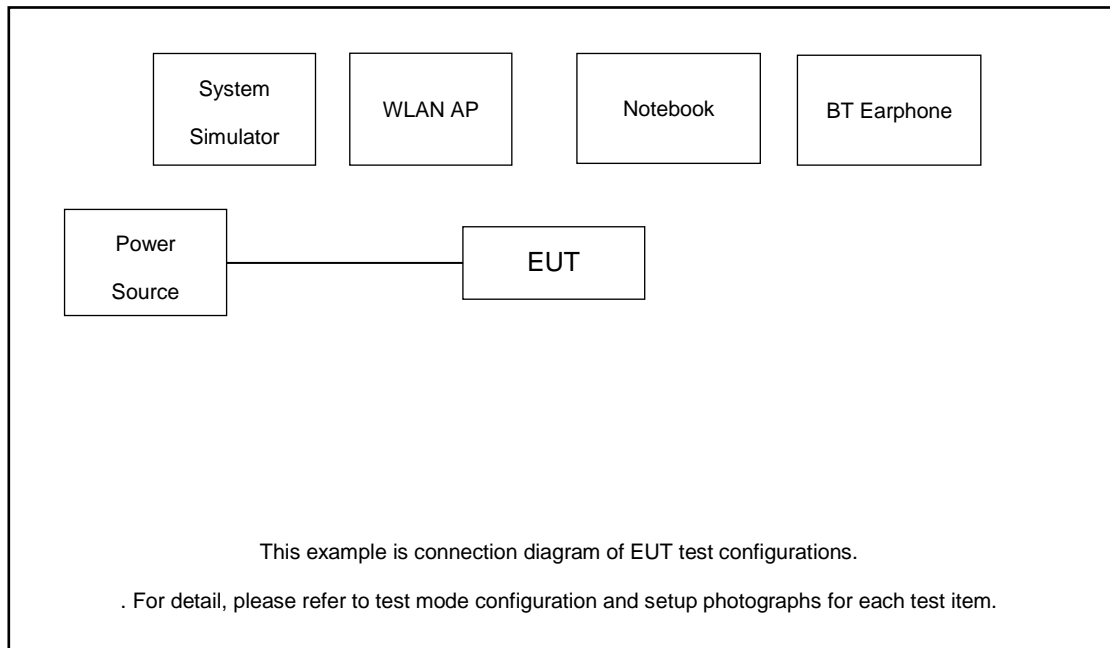 System
Simulator
WLAN AP
Notebook
BT Earphone
Power
Source
EUT
This example is connection diagram of EUT test configurations.
. For detail, please refer to test mode configuration and setup photographs for each test item.